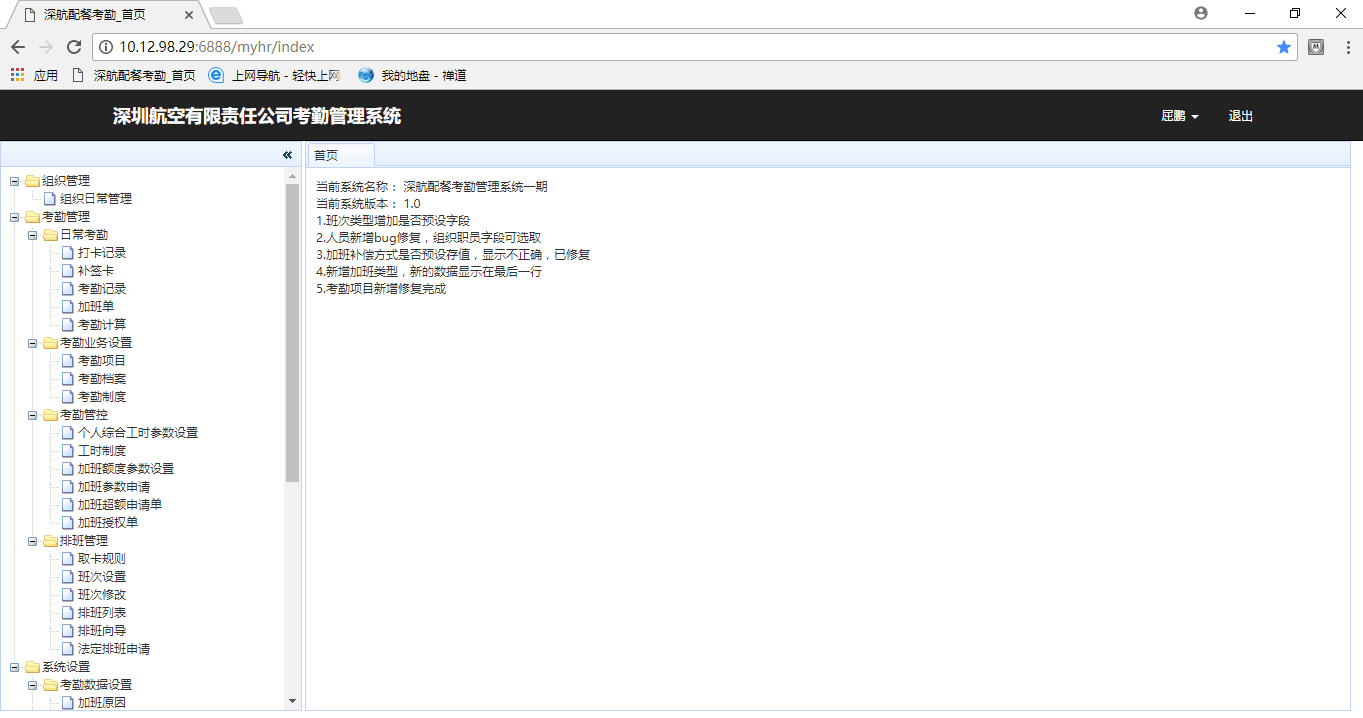 深航配餐考勤_首页
10.12.98.29:6888/myhr/index
应用 深航配餐考勤_首页 上网导航 - 轻快上网 我的地盘 - 禅道
深圳航空有限责任公司考勤管理系统 屈鹏 退出
首页
组织管理
组织日常管理
考勤管理
日常考勤
打卡记录
补签卡
考勤记录
加班单
考勤计算
考勤业务设置
考勤项目
考勤档案
考勤制度
考勤管控
个人综合工时参数设置
工时制度
加班额度参数设置
加班参数申请
加班超额申请单
加班授权单
排班管理
取卡规则
班次设置
班次修改
排班列表
排班向导
法定排班申请
系统设置
考勤数据设置
加班原因
当前系统名称： 深航配餐考勤管理系统一期
当前系统版本： 1.0
1.班次类型增加是否预设字段
2.人员新增bug修复，组织职员字段可选取
3.加班补偿方式是否预设存值，显示不正确，已修复
4.新增加班类型，新的数据显示在最后一行
5.考勤项目新增修复完成